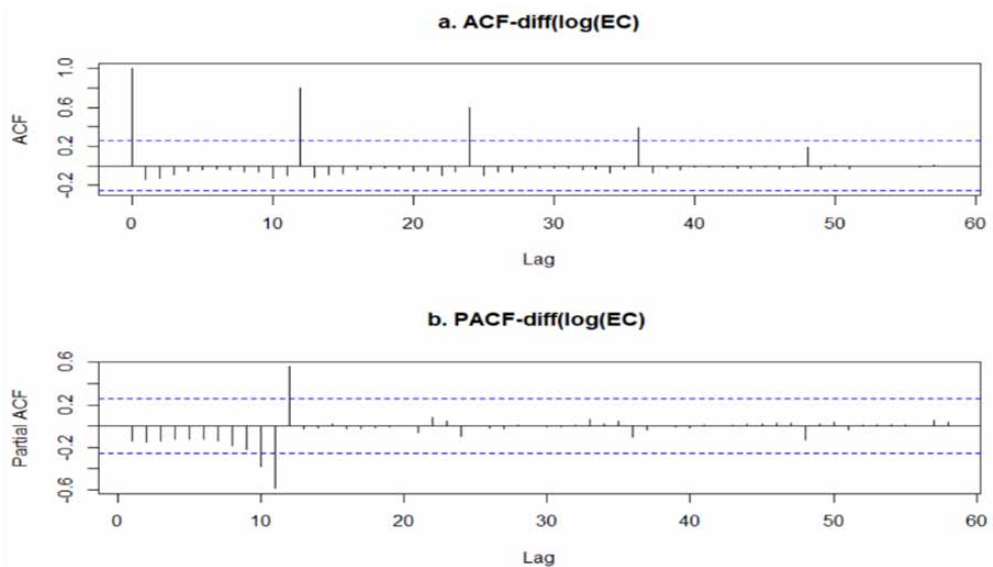 a. ACF-diff(log(EC)
ACF
1.0
0.6
0.2
-0.2
0 10 20 30 40 50 60
Lag
b. PACF-diff(log(EC)
Partial ACF
0.6
0.2
-0.2
-0.6
0 10 20 30 40 50 60
Lag